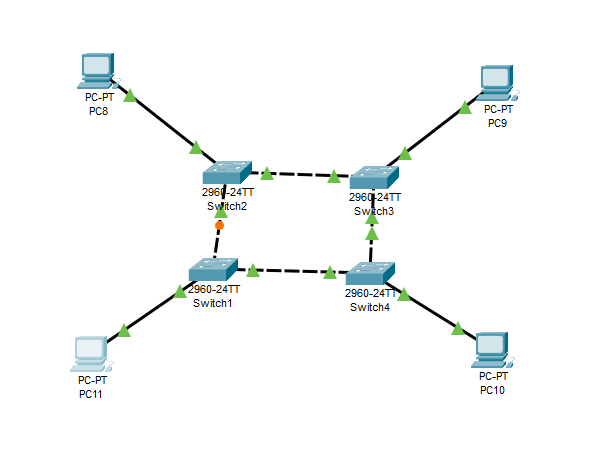 PC-PT
PC8
PC-PT
PC9
2960-24TT
Switch2
2960-24TT
Switch3
2960-24TT
Switch1
2960-24TT
Switch4
PC-PT
PC11
PC-PT
PC10